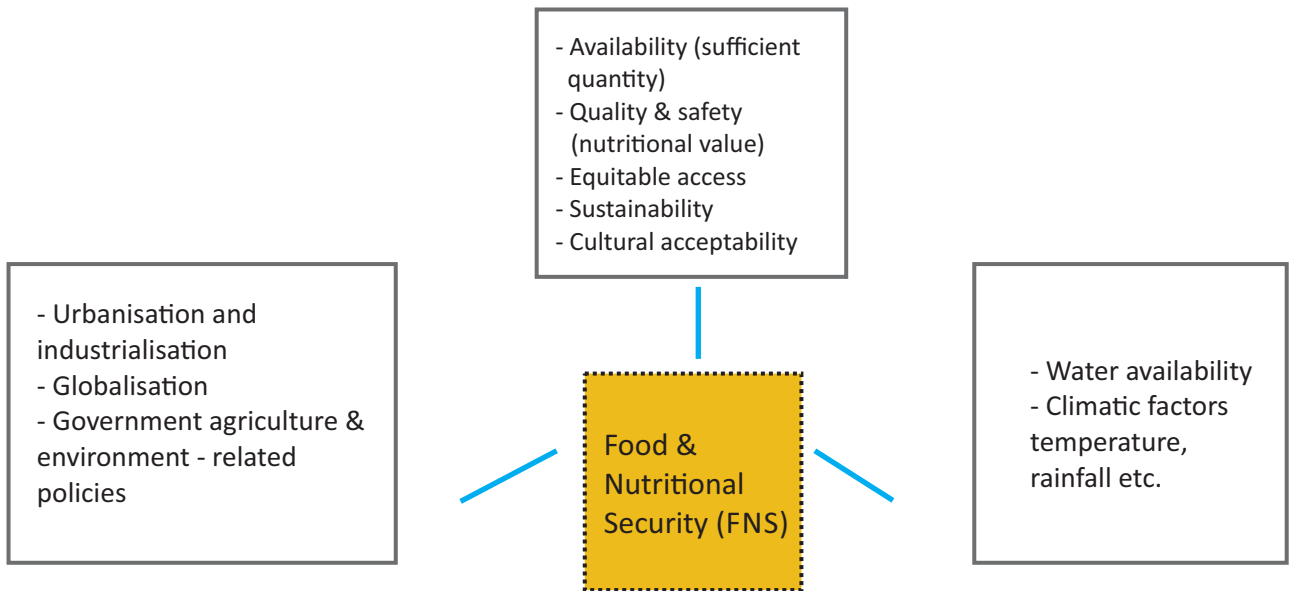 - Availability (sufficient
quantity)
- Quality & safety
(nutritional value)
- Equitable access
- Sustainability
- Cultural acceptability
- Urbanisation and
industrialisation
- Globalisation
- Government agriculture &
environment - related
policies
Food &
Nutritional
Security (FNS)
- Water availability
- Climatic factors
temperature,
rainfall etc.